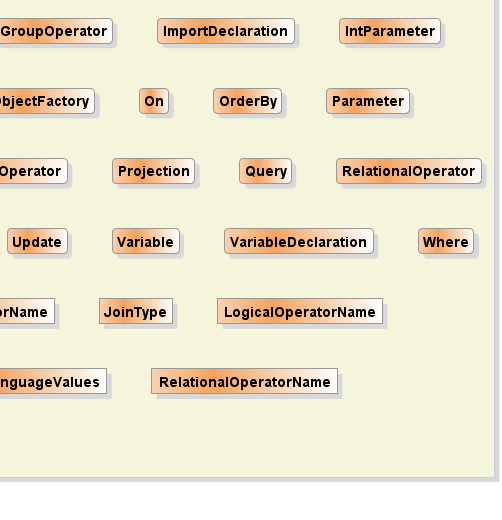 GroupOperator ImportDeclaration IntParameter
bjectFactory On OrderBy Parameter
Operator Projection Query RelationalOperator
Update Variable VariableDeclaration Where
rName JoinType LogicalOperatorName
nguageValues RelationalOperatorName